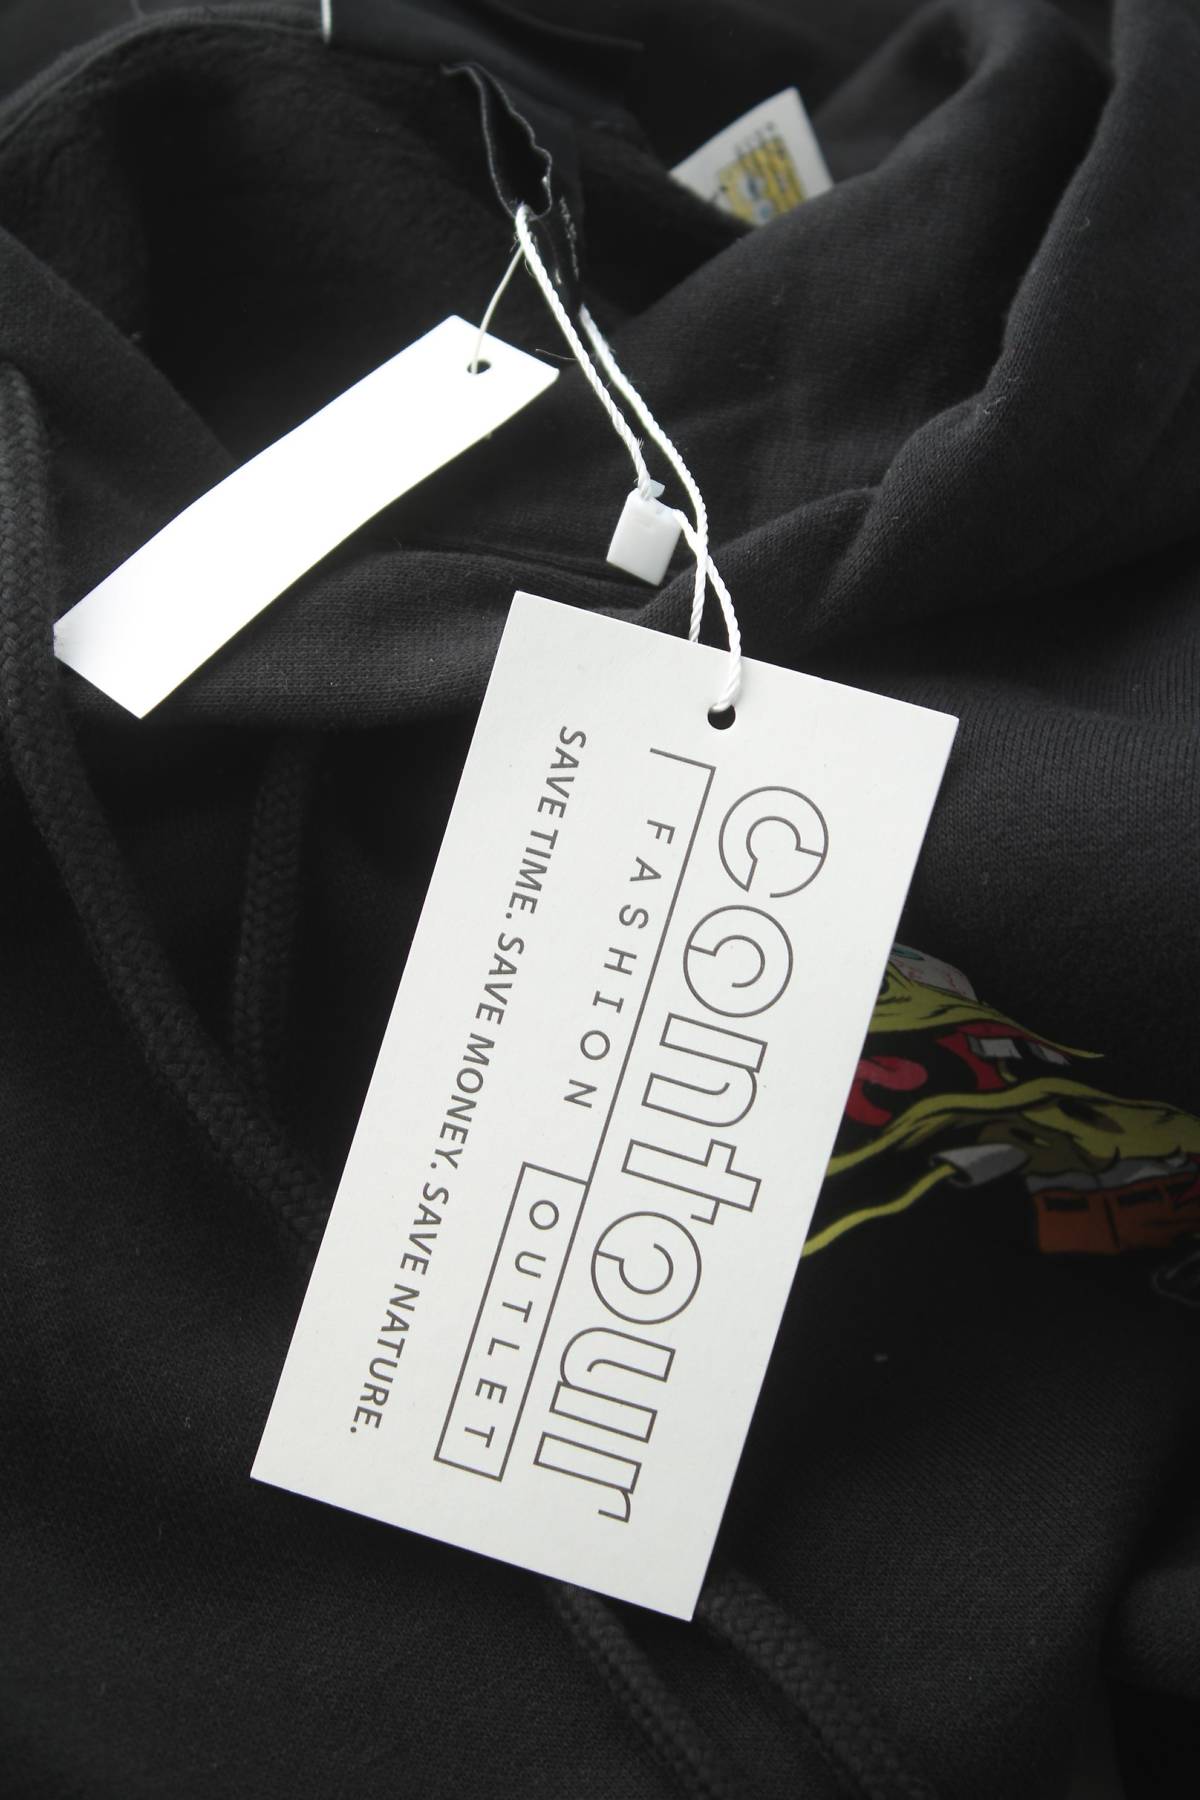 contour
FASHION OUTLET
SAVE TIME. SAVE MONEY. SAVE NATURE.